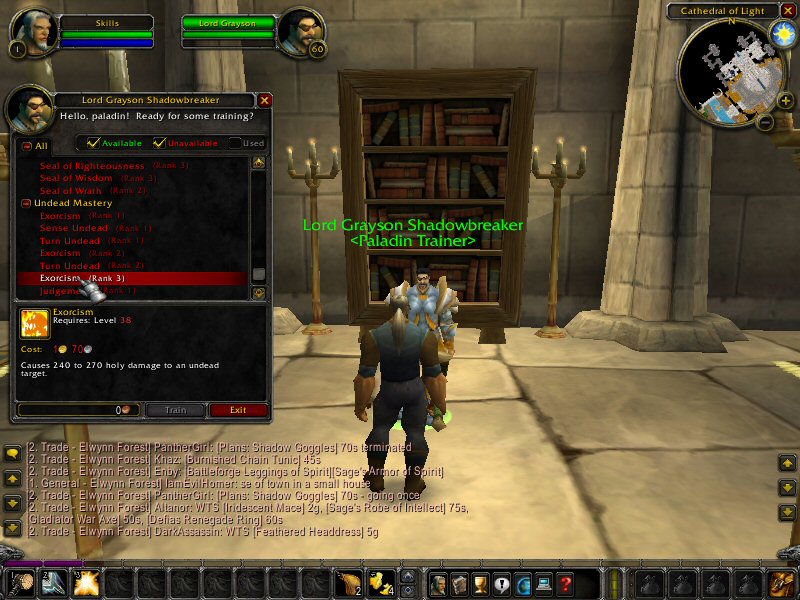 Skills
1
Lord Grayson
60
Cathedral of Light
N
Lord Grayson Shadowbreaker
Hello, paladin! Ready for some training?
All Available Unavailable Used
Seal of Righteousness (Rank 3)
Seal of Wisdom (Rank 3)
Seal of Wrath (Rank 2)
Undead Mastery
Exorcism (Rank 1)
Sense Undead (Rank 1)
Turn Undead (Rank 1)
Exorcism (Rank 2)
Turn Undead (Rank 2)
Exorcism (Rank 3)
Judgement (Rank 1)
Exorcism
Requires: Level 38
Cost: 1 70
Causes 240 to 270 holy damage to an undead
target.
0 Train Exit
Lord Grayson Shadowbreaker
<Paladin Trainer>
[2. Trade - Elwynn Forest] PantherGirl: [Plans: Shadow Goggles] 70s terminated
[2. Trade - Elwynn Forest] Khaz: [Burnished Chain Tunic] 45s
[2. Trade - Elwynn Forest] Enby: [Battleforge Leggings of Spirit][Sage's Armor of Spirit]
[1. General - Elwynn Forest] IamEvilHomer: se of town in a small house
[2. Trade - Elwynn Forest] PantherGirl: [Plans: Shadow Goggles] 70s - going once
[2. Trade - Elwynn Forest] Altanor: WTS [Iridescent Mace] 2g, [Sage's Robe of Intellect] 75s,
[Gladiator War Axe] 50s, [Defias Renegade Ring] 60s
[2. Trade - Elwynn Forest] DarkAssassin: WTS [Feathered Headdress] 5g
2 3 2 4